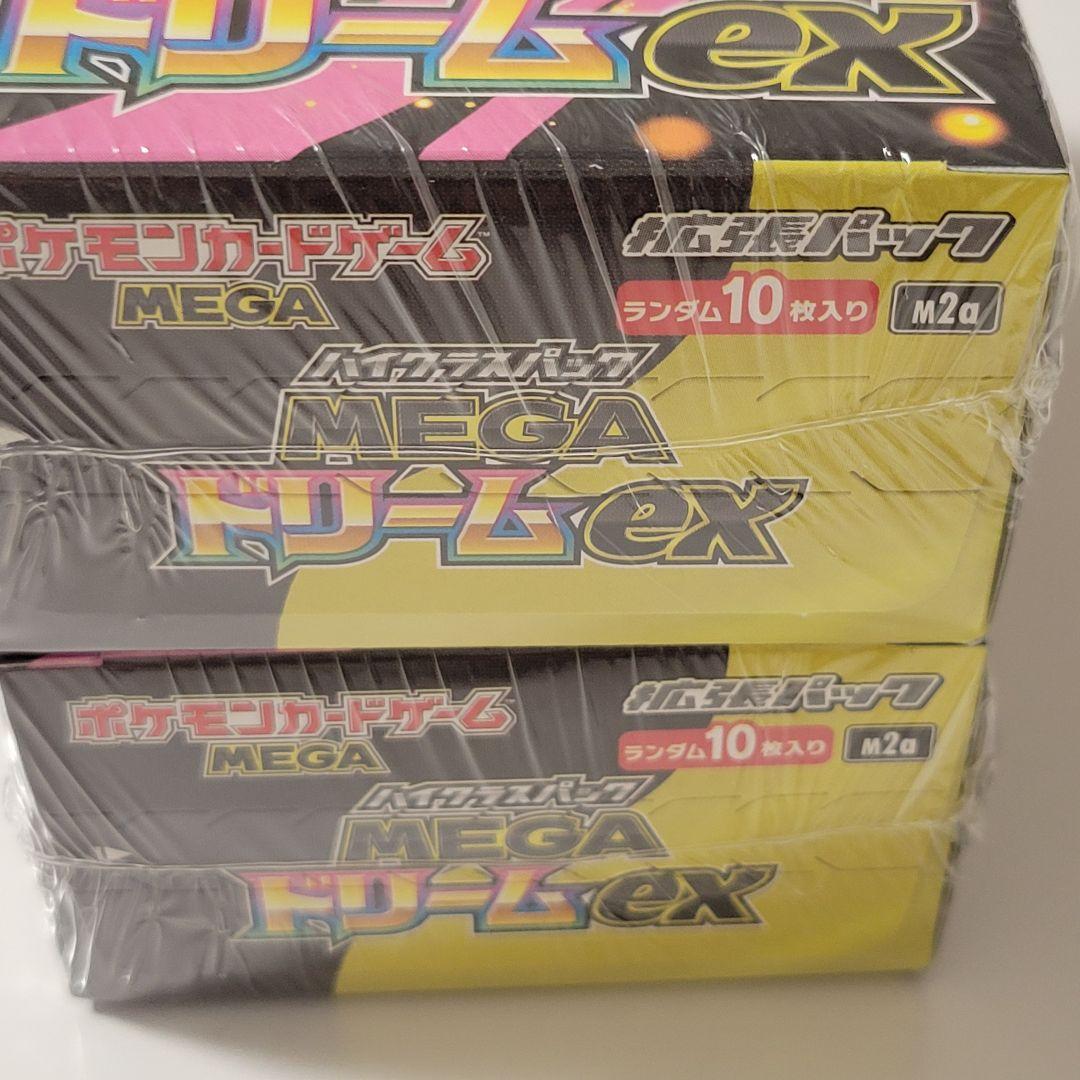 ドリームex
ポケモンカードゲーム™
MEGA
拡張パック
ランダム10枚入り M2a
ハイクラスパック
MEGA
ドリームex
ポケモンカードゲーム™
MEGA
拡張パック
ランダム10枚入り M2a
ハイクラスパック
MEGA
ドリームex